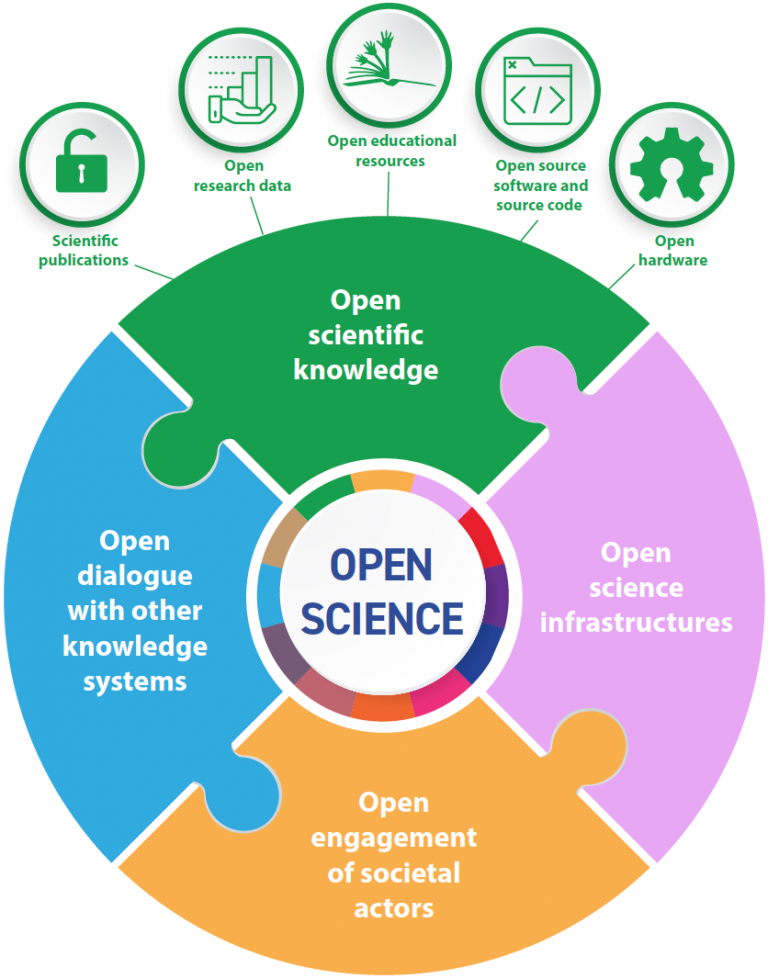 Scientific
publications
Open
research data
Open educational
resources
</>
Open source
software and
source code
Open
hardware
Open
scientific
knowledge
Open
dialogue
with other
knowledge
systems
OPEN
SCIENCE
Open
science
infrastructures
Open
engagement
of societal
actors